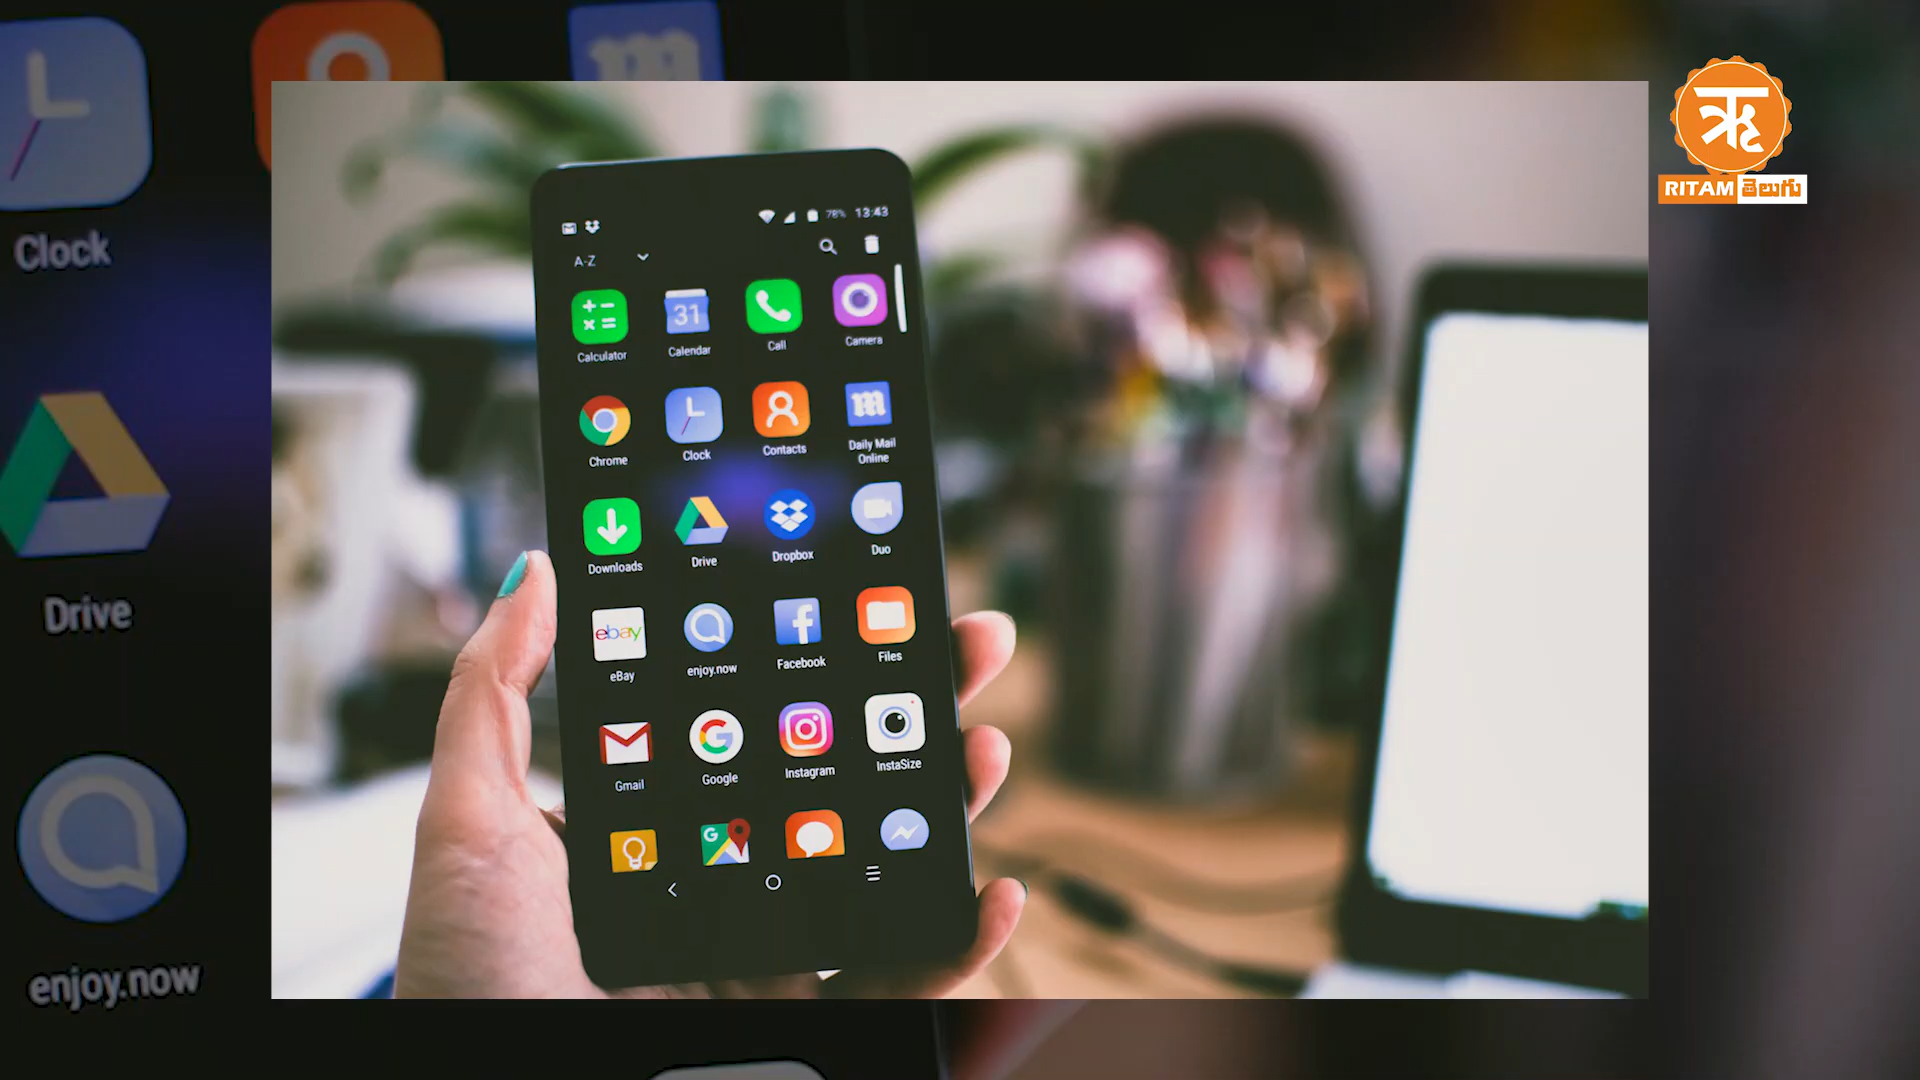 ऋ
RITAM తెలుగు
Clock
Drive
enjoy.now
78% 13:43
A-Z
31
Calculator Calendar Call Camera
m
Chrome Clock Contacts Daily Mail Online
Downloads Drive Dropbox Duo
ebay
eBay enjoy.now Facebook Files
Gmail Google Instagram InstaSize
G